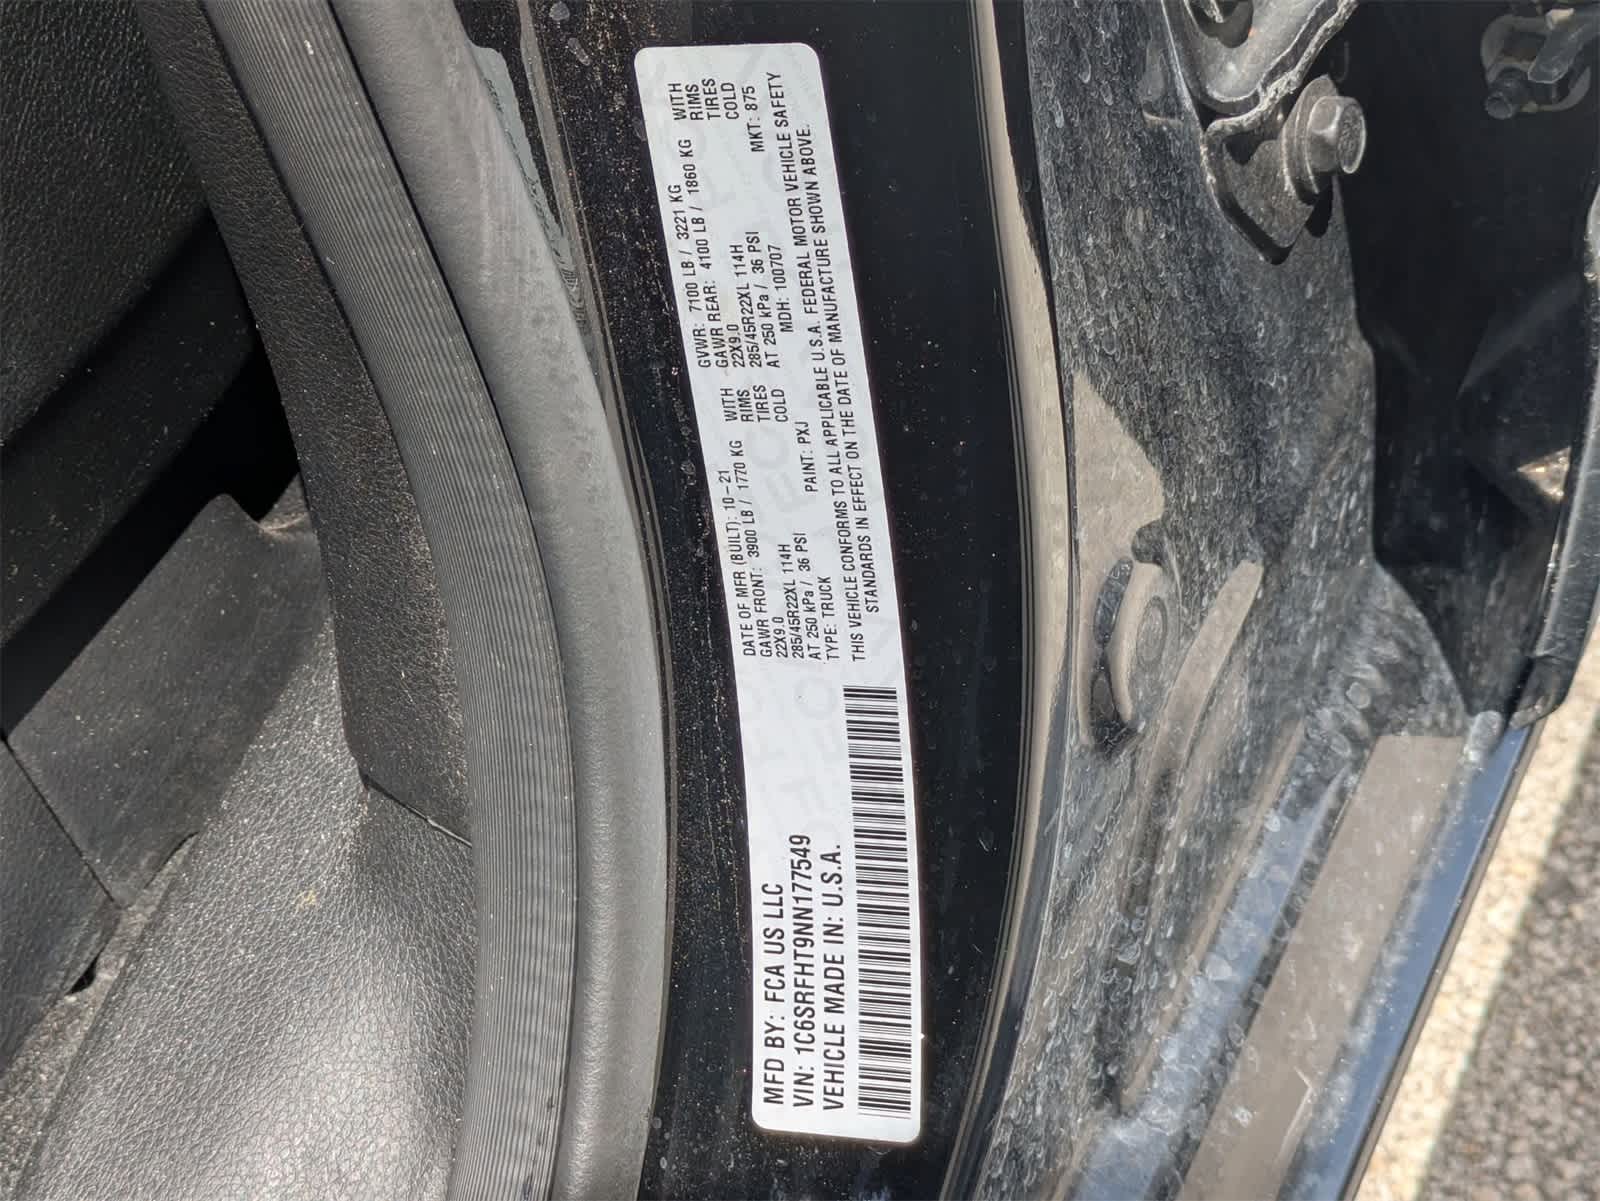 MFD BY: FCA US LLC
VIN: 1C6SRFHT9NN177549
VEHICLE MADE IN: U.S.A.
DATE OF MFR (BUILT): 10-21
GAWR FRONT: 3900 LB / 1770 KG WITH
22X9.0 RIMS
285/45R22XL 114H TIRES
AT 250 kPa / 36 PSI COLD
TYPE: TRUCK PAINT: PXJ
GVWR: 7100 LB / 3221 KG
GAWR REAR: 4100 LB / 1860 KG WITH
22X9.0 RIMS
285/45R22XL 114H TIRES
AT 250 kPa / 36 PSI COLD
MDH: 100707 MKT: 875
THIS VEHICLE CONFORMS TO ALL APPLICABLE U.S.A. FEDERAL MOTOR VEHICLE SAFETY
STANDARDS IN EFFECT ON THE DATE OF MANUFACTURE SHOWN ABOVE.